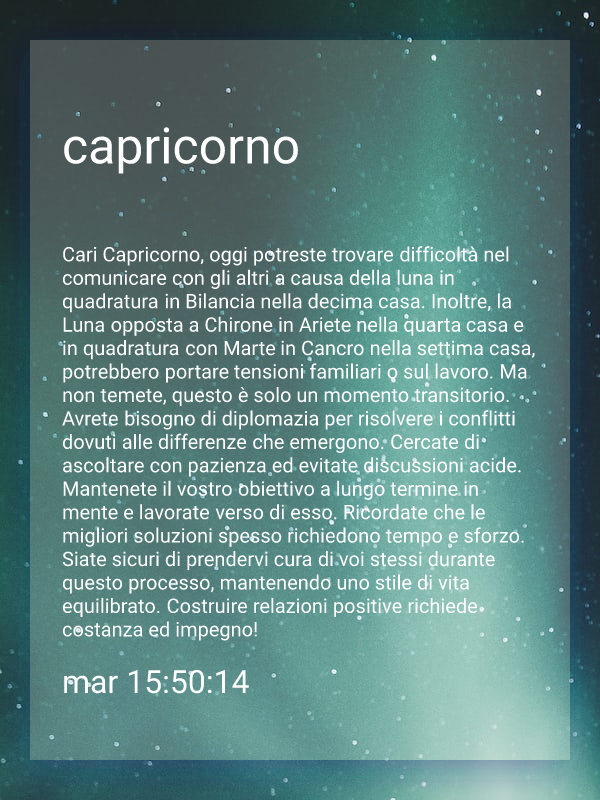 capricorno
Cari Capricorno, oggi potreste trovare difficoltà nel
comunicare con gli altri a causa della luna in
quadratura in Bilancia nella decima casa. Inoltre, la
Luna opposta a Chirone in Ariete nella quarta casa e
in quadratura con Marte in Cancro nella settima casa,
potrebbero portare tensioni familiari o sul lavoro. Ma
non temete, questo è solo un momento transitorio.
Avrete bisogno di diplomazia per risolvere i conflitti
dovuti alle differenze che emergono. Cercate di
ascoltare con pazienza ed evitate discussioni acide.
Mantenete il vostro obiettivo a lungo termine in
mente e lavorate verso di esso. Ricordate che le
migliori soluzioni spesso richiedono tempo e sforzo.
Siate sicuri di prendervi cura di voi stessi durante
questo processo, mantenendo uno stile di vita
equilibrato. Costruire relazioni positive richiede
costanza ed impegno!
mar 15:50:14